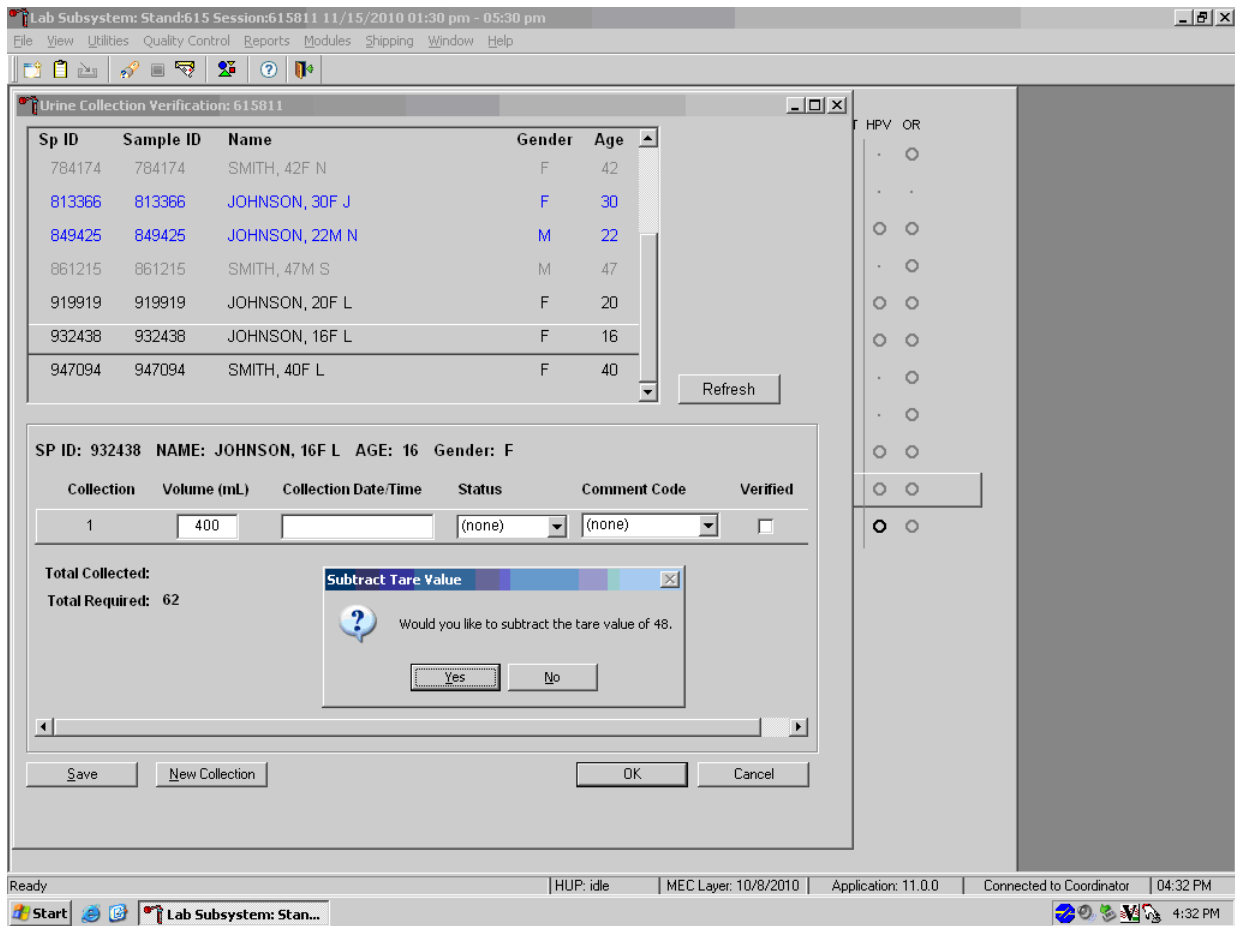 Lab Subsystem: Stand:615 Session:615811 11/15/2010 01:30 pm - 05:30 pm
File View Utilities Quality Control Reports Modules Shipping Window Help
Urine Collection Verification: 615811
T HPV OR
Sp ID Sample ID Name Gender Age
784174 784174 SMITH, 42F N F 42
813366 813366 JOHNSON, 30F J F 30
849425 849425 JOHNSON, 22M N M 22
861215 861215 SMITH, 47M S M 47
919919 919919 JOHNSON, 20F L F 20
932438 932438 JOHNSON, 16F L F 16
947094 947094 SMITH, 40F L F 40
Refresh
SP ID: 932438 NAME: JOHNSON, 16F L AGE: 16 Gender: F
Collection Volume (mL) Collection Date/Time Status Comment Code Verified
1 400 (none) (none)
Total Collected:
Total Required: 62
Subtract Tare Value
Would you like to subtract the tare value of 48.
Yes No
Save New Collection OK Cancel
Ready HUP: idle MEC Layer: 10/8/2010 Application: 11.0.0 Connected to Coordinator 04:32 PM
Start Lab Subsystem: Stan... 4:32 PM